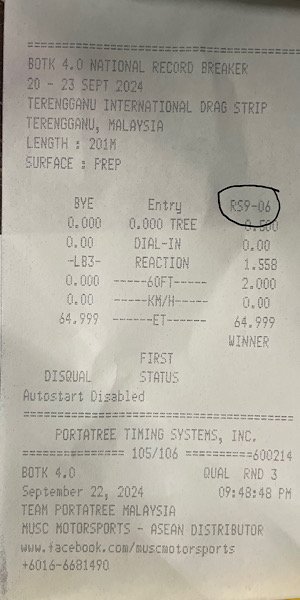 ================================
BOTK 4.0 NATIONAL RECORD BREAKER
20 - 23 SEPT 2024
TERENGGANU INTERNATIONAL DRAG STRIP
TERENGGANU, MALAYSIA
LENGTH : 201M
SURFACE : PREP
BYE Entry RS9-06
0.000 0.000 TREE 0.500
0.00 DIAL-IN 0.00
-LB3- REACTION 1.558
0.000 ------60FT------ 2.000
0.00 ------KM/H------ 0.00
64.999 -------ET------- 64.999
WINNER
FIRST
DISQUAL STATUS
Autostart Disabled
================================
PORTATREE TIMING SYSTEMS, INC.
=============== 105/106 ==========600214
BOTK 4.0 QUAL RND 3
September 22, 2024 09:48:48 PM
TEAM PORTATREE MALAYSIA
MUSC MOTORSPORTS - ASEAN DISTRIBUTOR
www.facebook.com/muscmotorsports
+6016-6681490